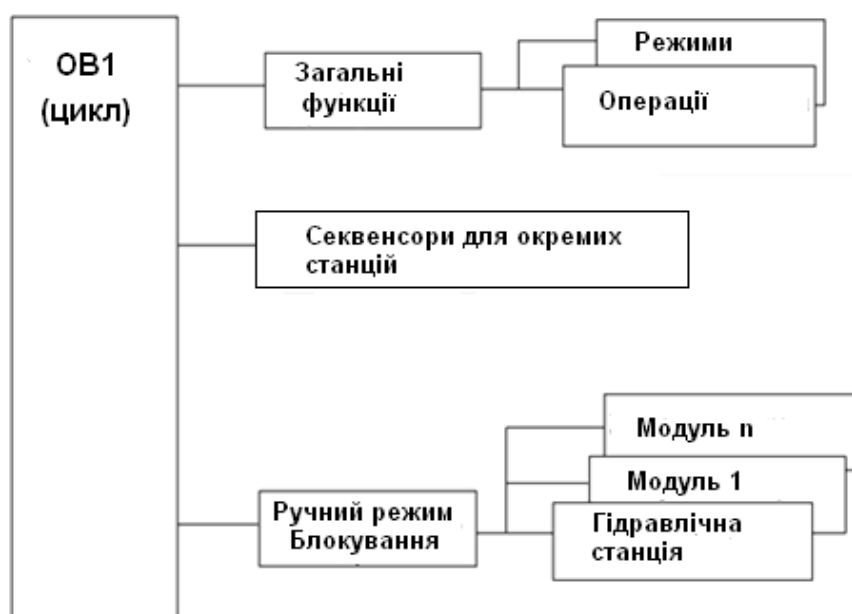 ОВ1
(цикл)
Загальні
функції
Режими
Операції
Секвенсори для окремих
станцій
Ручний режим
Блокування
Модуль n
Модуль 1
Гідравлічна
станція